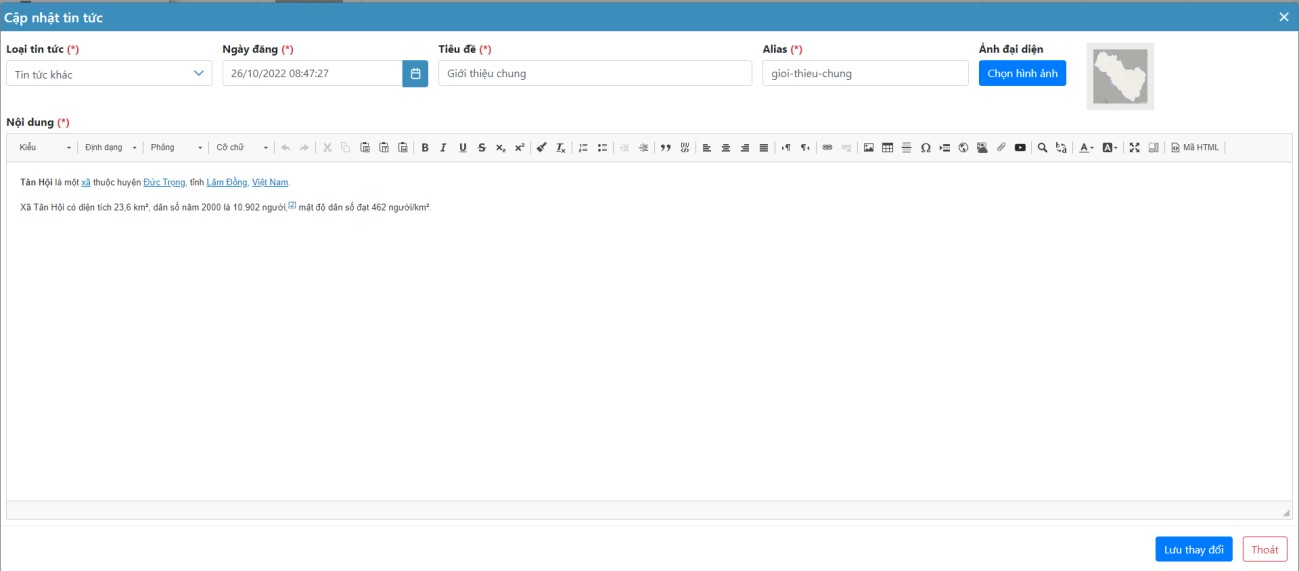 Cập nhật tin tức
Loại tin tức (*) Ngày đăng (*) Tiêu đề (*) Alias (*) Ảnh đại diện
Tin tức khác 26/10/2022 08:47:27 Giới thiệu chung gioi-thieu-chung Chọn hình ảnh
Nội dung (*)
Kiểu Định dạng Phông Cỡ chữ Mã HTML
Tân Hội là một xã thuộc huyện Đức Trọng, tỉnh Lâm Đồng, Việt Nam.
Xã Tân Hội có diện tích 23,6 km², dân số năm 2000 là 10.902 người,[2] mật độ dân số đạt 462 người/km².
Lưu thay đổi Thoát